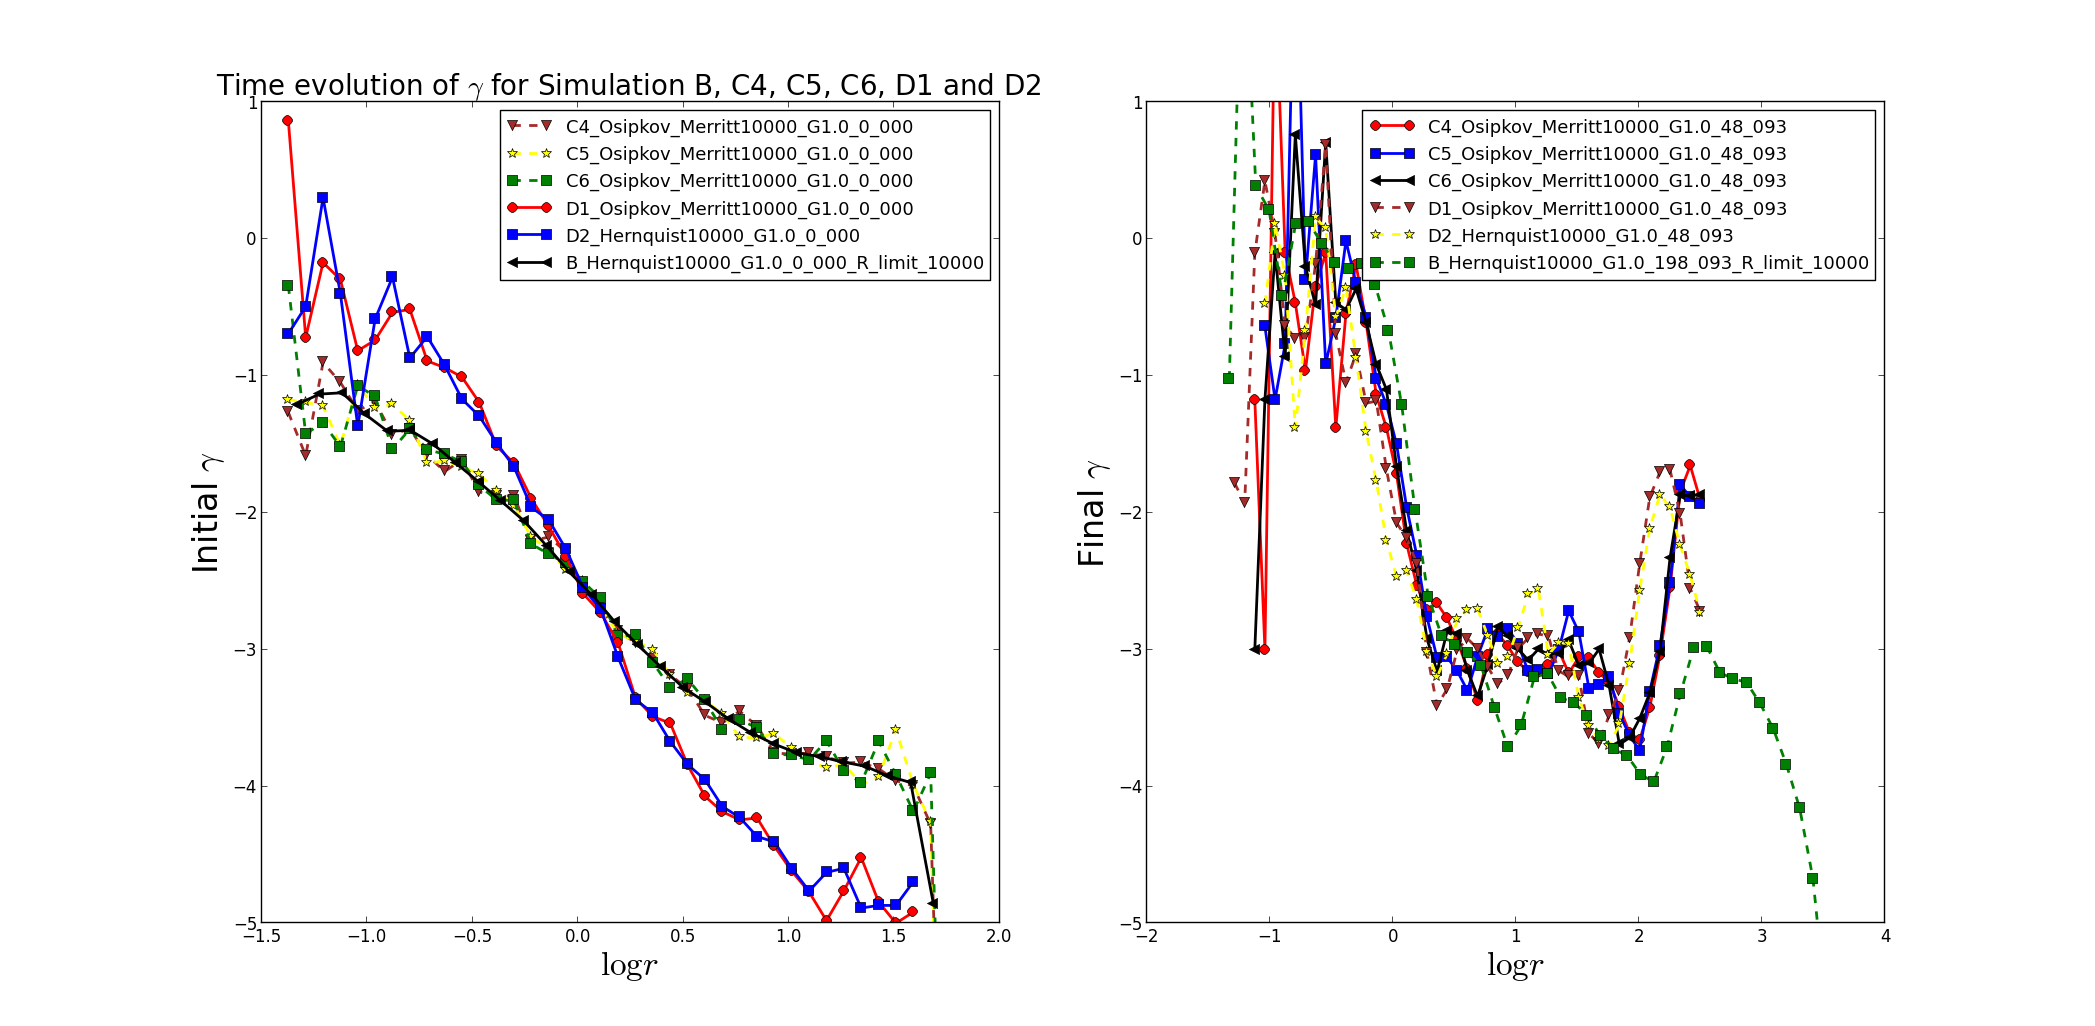 Time evolution of γ for Simulation B, C4, C5, C6, D1 and D2
1
0
−1
−2
−3
−4
−5
Initial γ
C4_Osipkov_Merritt10000_G1.0_0_000
C5_Osipkov_Merritt10000_G1.0_0_000
C6_Osipkov_Merritt10000_G1.0_0_000
D1_Osipkov_Merritt10000_G1.0_0_000
D2_Hernquist10000_G1.0_0_000
B_Hernquist10000_G1.0_0_000_R_limit_10000
−1.5 −1.0 −0.5 0.0 0.5 1.0 1.5 2.0
log r
1
0
−1
−2
−3
−4
−5
Final γ
C4_Osipkov_Merritt10000_G1.0_48_093
C5_Osipkov_Merritt10000_G1.0_48_093
C6_Osipkov_Merritt10000_G1.0_48_093
D1_Osipkov_Merritt10000_G1.0_48_093
D2_Hernquist10000_G1.0_48_093
B_Hernquist10000_G1.0_198_093_R_limit_10000
−2 −1 0 1 2 3 4
log r